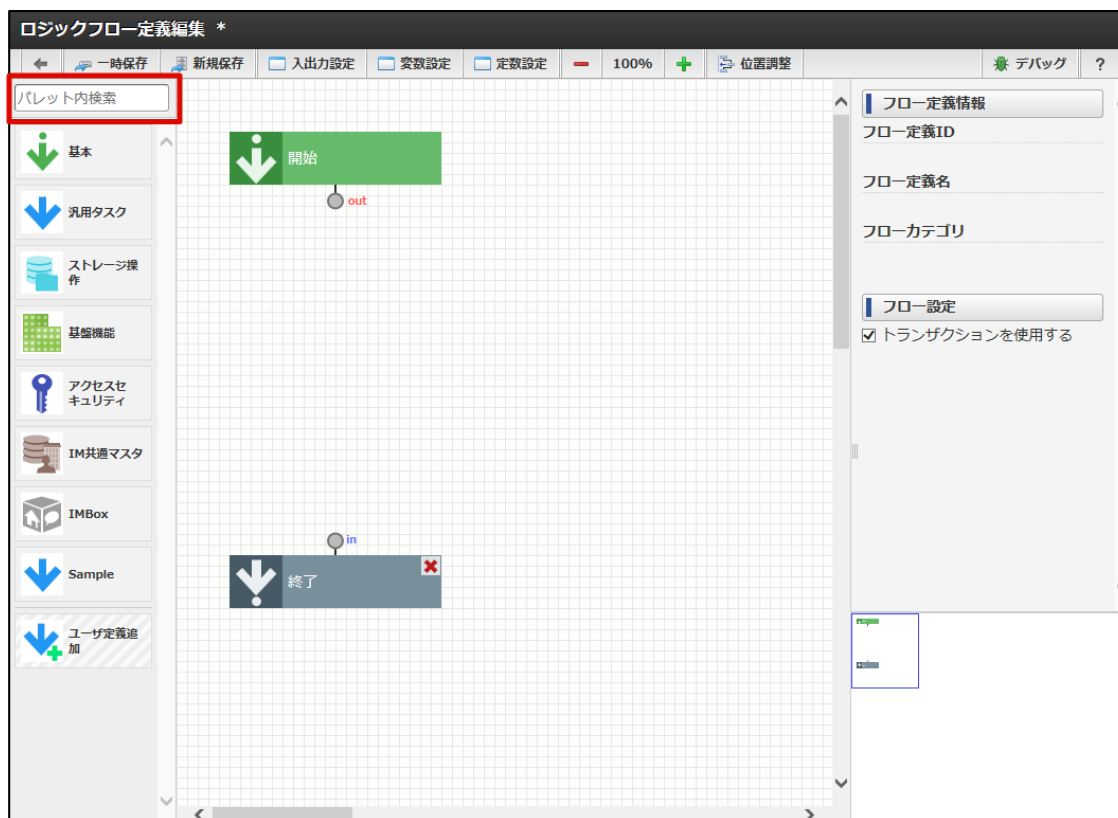 ロジックフロー定義編集 *
一時保存 新規保存 入出力設定 変数設定 定数設定 100% 位置調整 デバッグ ?
パレット内検索
基本
汎用タスク
ストレージ操
作
基盤機能
アクセスセ
キュリティ
IM共通マスタ
IMBox
Sample
ユーザ定義追
加
開始
out
in
終了
フロー定義情報
フロー定義ID
フロー定義名
フローカテゴリ
フロー設定
トランザクションを使用する